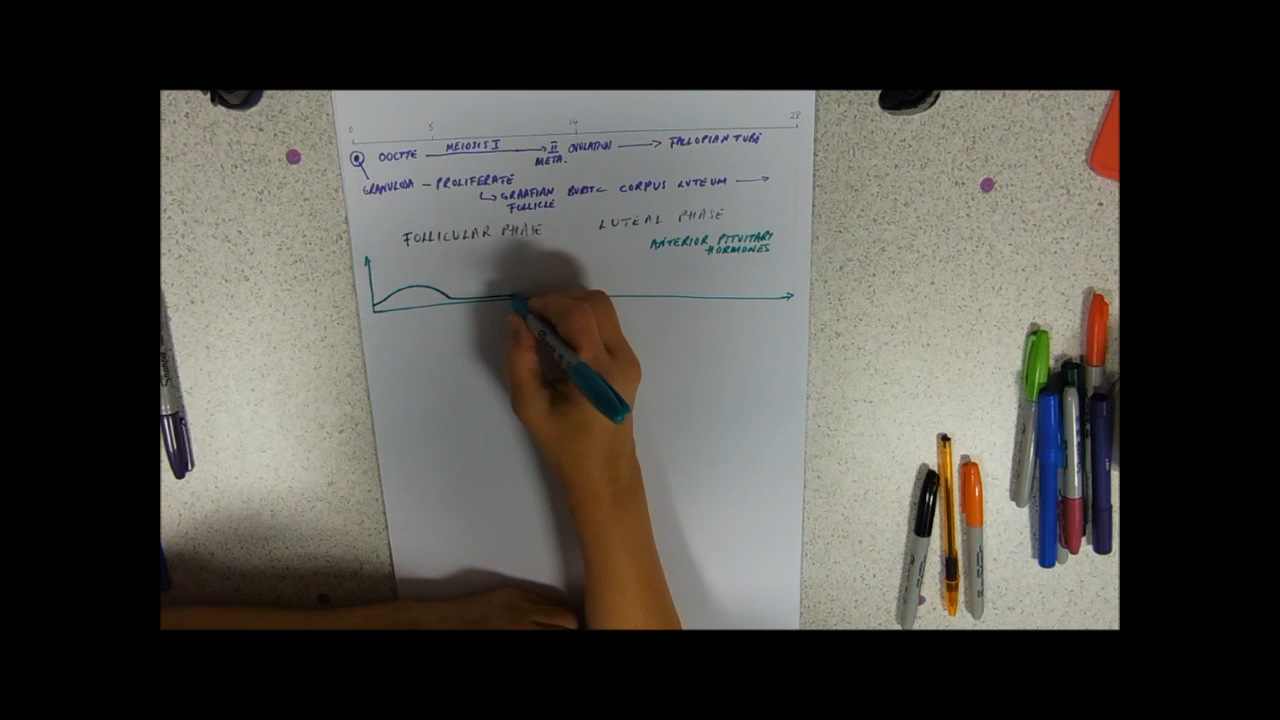 0 5 14 28
OOCYTE MEIOSIS I → II OVULATION → FALLOPIAN TUBE
META.
GRANULOSA - PROLIFERATE
↳ GRAAFIAN BURST CORPUS LUTEUM →
FOLLICLE
FOLLICULAR PHASE LUTEAL PHASE
ANTERIOR PITUITARY
HORMONES